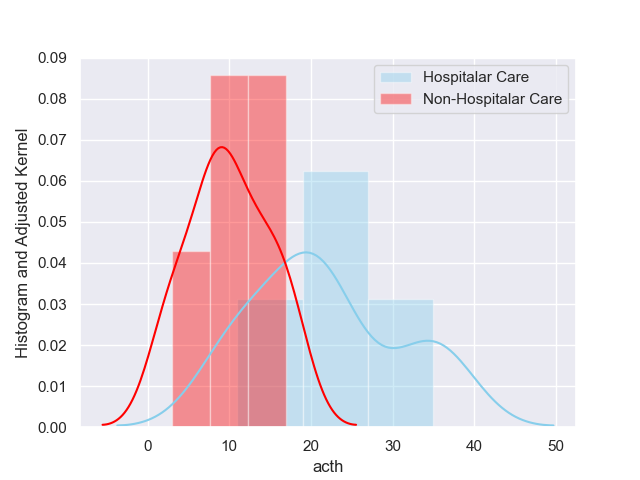 Hospitalar Care
Non-Hospitalar Care
0.09
0.08
0.07
0.06
0.05
0.04
0.03
0.02
0.01
0.00
Histogram and Adjusted Kernel
0 10 20 30 40 50
acth